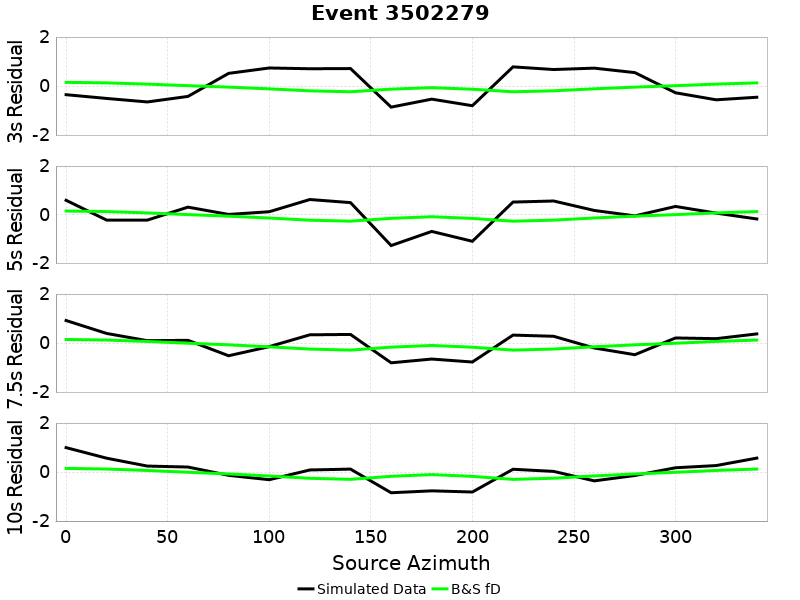 Event 3502279
3s Residual
2
0
-2
5s Residual
2
0
-2
7.5s Residual
2
0
-2
10s Residual
2
0
-2
0 50 100 150 200 250 300
Source Azimuth
Simulated Data B&S fD